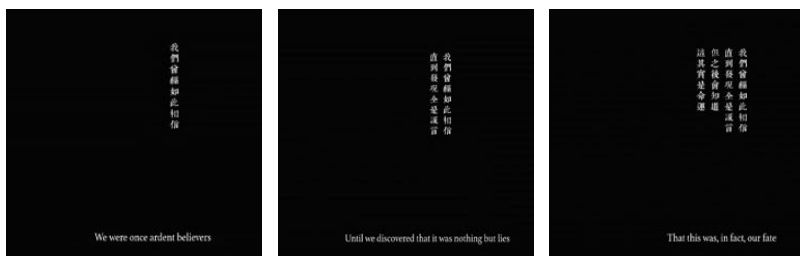 我們曾經如此相信
We were once ardent believers
我們曾經如此相信
直到發現全是謊言
Until we discovered that it was nothing but lies
我們曾經如此相信
直到發現全是謊言
但之後會知道
這其實是命運
That this was, in fact, our fate